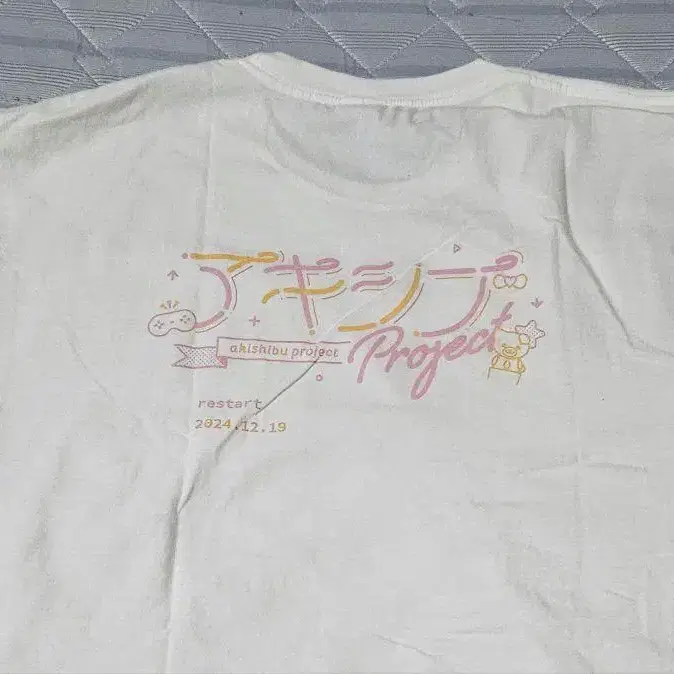 アキシブ
Project
akishibu project
restart
2024.12.19